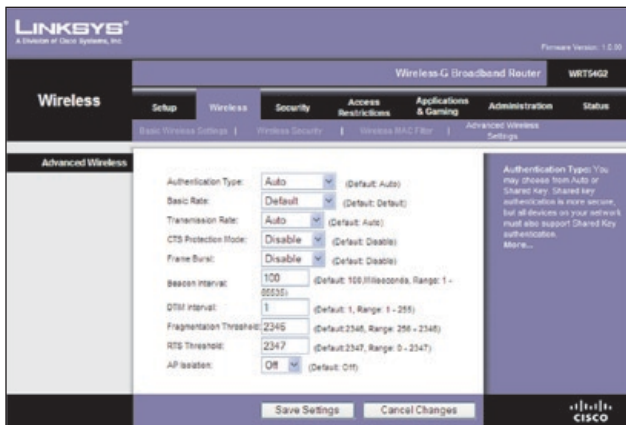 LINKSYS®
A Division of Cisco Systems, Inc.
Firmware Version: 1.0.00
Wireless-G Broadband Router WRT54G2
Wireless
Setup Wireless Security Access Restrictions Applications & Gaming Administration Status
Basic Wireless Settings | Wireless Security | Wireless MAC Filter | Advanced Wireless Settings
Advanced Wireless
Authentication Type: Auto (Default: Auto)
Basic Rate: Default (Default: Default)
Transmission Rate: Auto (Default: Auto)
CTS Protection Mode: Disable (Default: Disable)
Frame Burst: Disable (Default: Disable)
Beacon Interval: 100 (Default: 100, Milliseconds, Range: 1 -
65535)
DTIM Interval: 1 (Default: 1, Range: 1 - 255)
Fragmentation Threshold: 2346 (Default: 2346, Range: 256 - 2346)
RTS Threshold: 2347 (Default: 2347, Range: 0 - 2347)
AP Isolation: Off (Default: Off)
Authentication Type: You
may choose from Auto or
Shared Key. Shared key
authentication is more secure,
but all devices on your network
must also support Shared Key
authentication.
More...
Save Settings Cancel Changes
CISCO